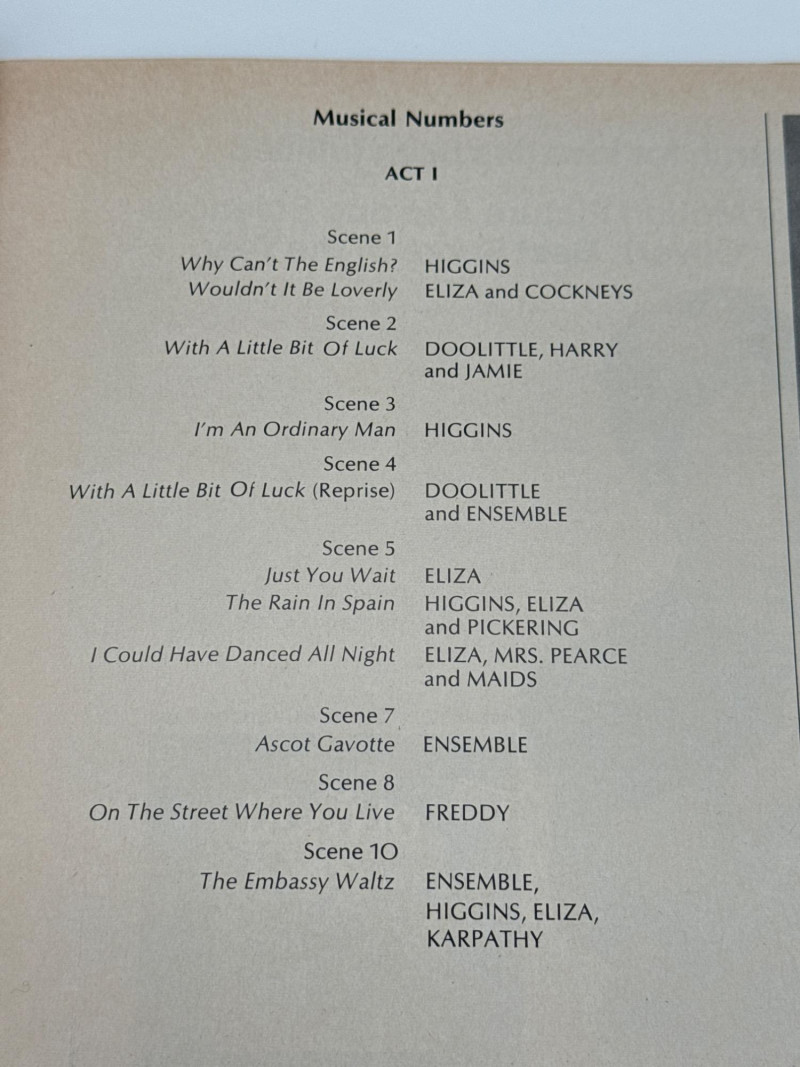 Musical Numbers
ACT I
Scene 1
Why Can't The English? HIGGINS
Wouldn't It Be Loverly ELIZA and COCKNEYS
Scene 2
With A Little Bit Of Luck DOOLITTLE, HARRY
and JAMIE
Scene 3
I'm An Ordinary Man HIGGINS
Scene 4
With A Little Bit Of Luck (Reprise) DOOLITTLE
and ENSEMBLE
Scene 5
Just You Wait ELIZA
The Rain In Spain HIGGINS, ELIZA
and PICKERING
I Could Have Danced All Night ELIZA, MRS. PEARCE
and MAIDS
Scene 7
Ascot Gavotte ENSEMBLE
Scene 8
On The Street Where You Live FREDDY
Scene 10
The Embassy Waltz ENSEMBLE,
HIGGINS, ELIZA,
KARPATHY